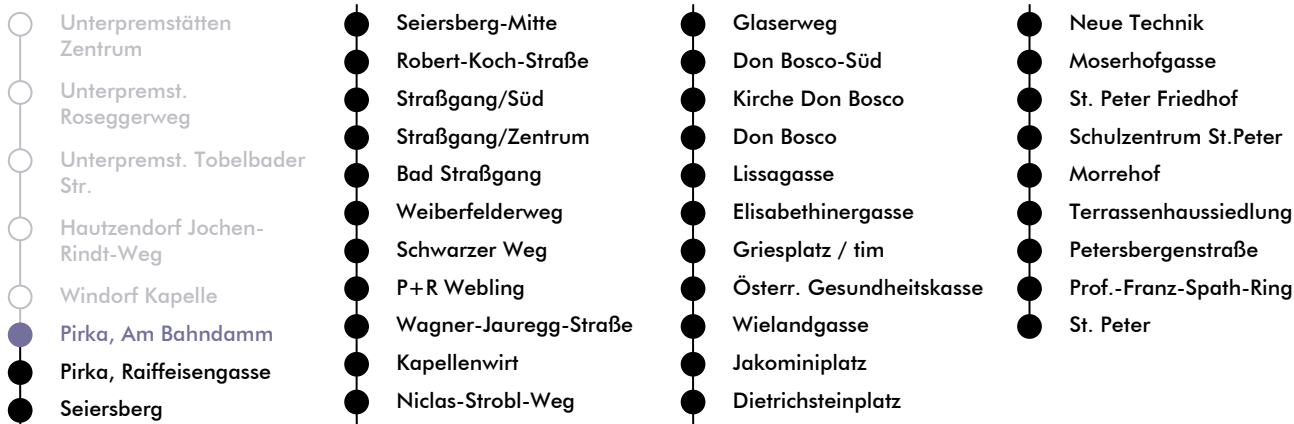 Unterpremstätten
Zentrum
Unterpremst.
Roseggerweg
Unterpremst. Tobelbader
Str.
Hautzendorf Jochen-
Rindt-Weg
Windorf Kapelle
Pirka, Am Bahndamm
Pirka, Raiffeisengasse
Seiersberg
Seiersberg-Mitte
Robert-Koch-Straße
Straßgang/Süd
Straßgang/Zentrum
Bad Straßgang
Weiberfelderweg
Schwarzer Weg
P+R Webling
Wagner-Jauregg-Straße
Kapellenwirt
Niclas-Strobl-Weg
Glaserweg
Don Bosco-Süd
Kirche Don Bosco
Don Bosco
Lissagasse
Elisabethinergasse
Griesplatz / tim
Österr. Gesundheitskasse
Wielandgasse
Jakominiplatz
Dietrichsteinplatz
Neue Technik
Moserhofgasse
St. Peter Friedhof
Schulzentrum St.Peter
Morrehof
Terrassenhaussiedlung
Petersbergenstraße
Prof.-Franz-Spath-Ring
St. Peter